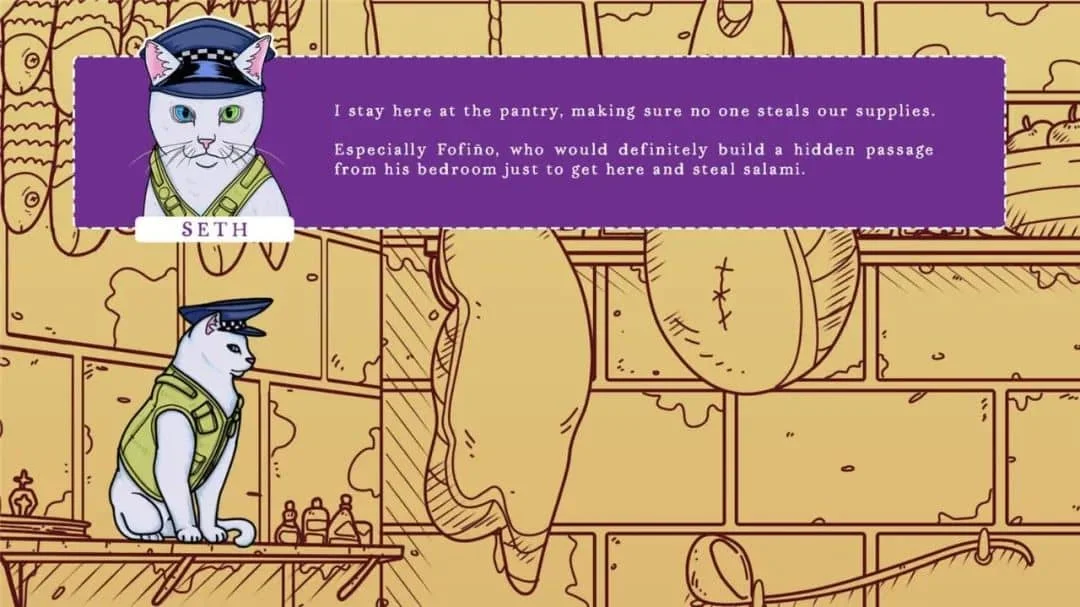 I stay here at the pantry, making sure no one steals our supplies.
Especially Fofiño, who would definitely build a hidden passage
from his bedroom just to get here and steal salami.
SETH